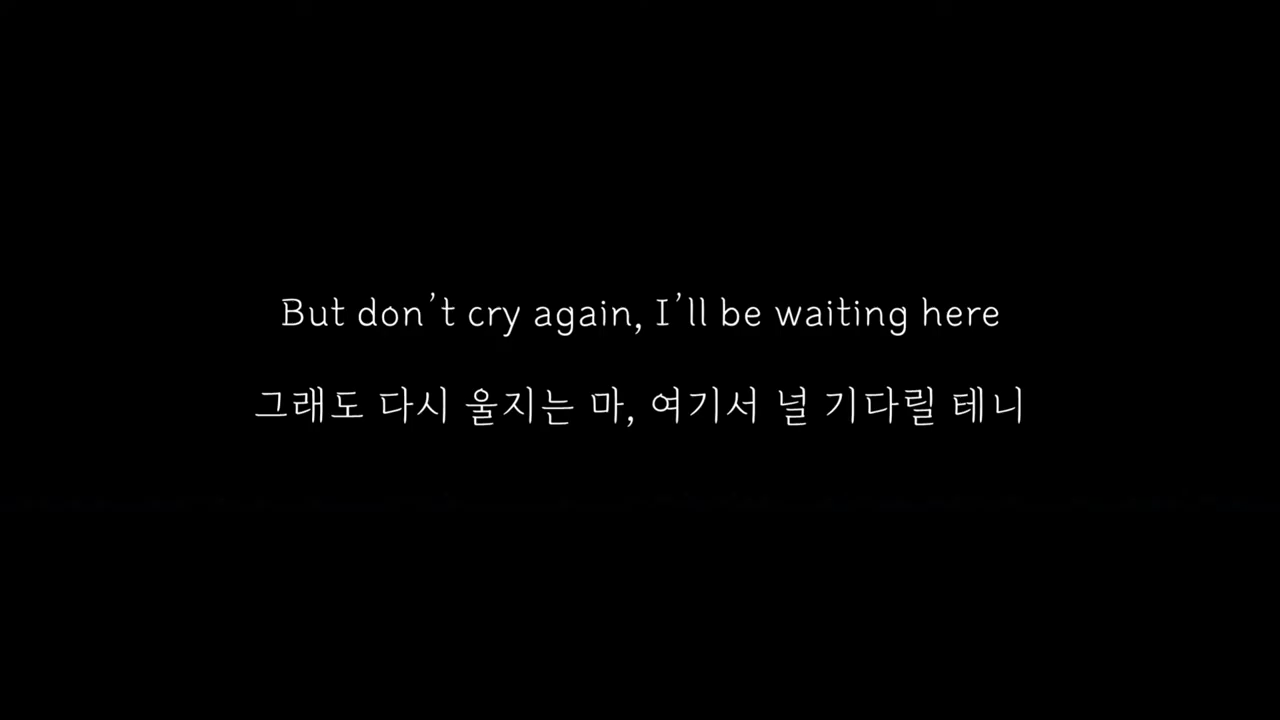 But don't cry again, I'll be waiting here
그래도 다시 울지는 마, 여기서 널 기다릴 테니